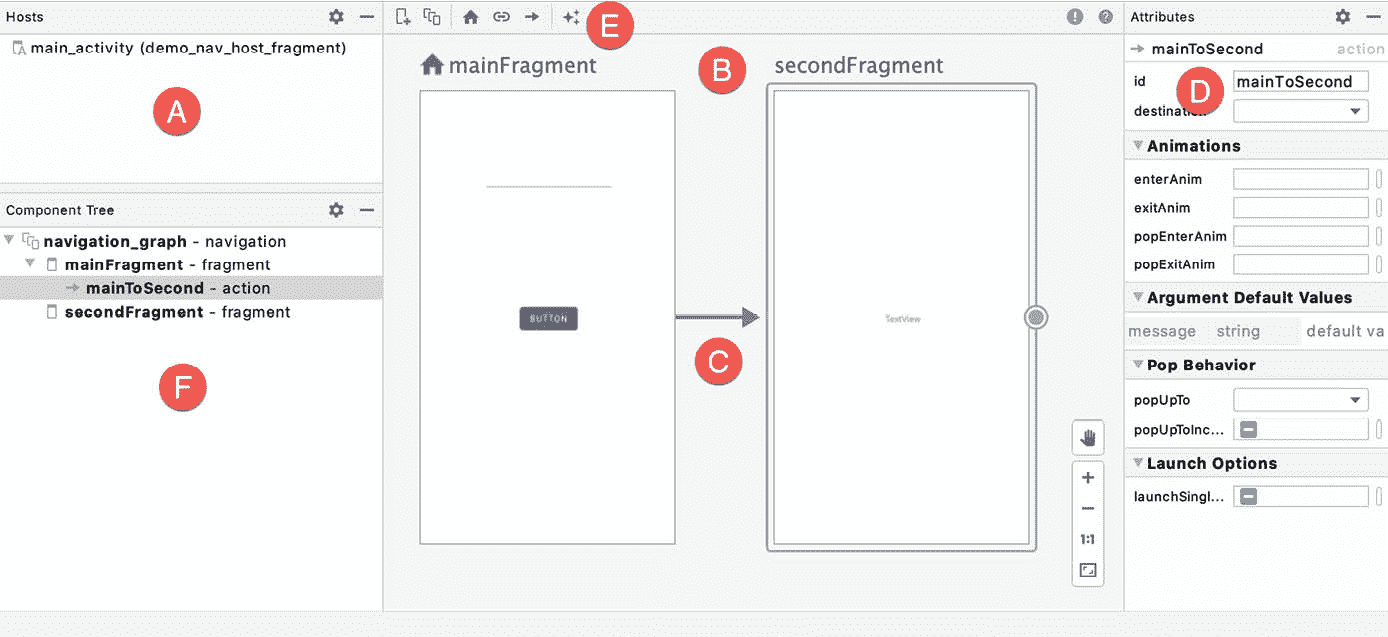 Hosts
main_activity (demo_nav_host_fragment)
A
Component Tree
navigation_graph - navigation
mainFragment - fragment
mainToSecond - action
secondFragment - fragment
F
E
mainFragment
B
secondFragment
BUTTON
C
TextView
1:1
Attributes
mainToSecond action
id mainToSecond
D
Animations
enterAnim
exitAnim
popEnterAnim
popExitAnim
Argument Default Values
message string default va
Pop Behavior
popUpTo
popUpToInc...
Launch Options
launchSingl...